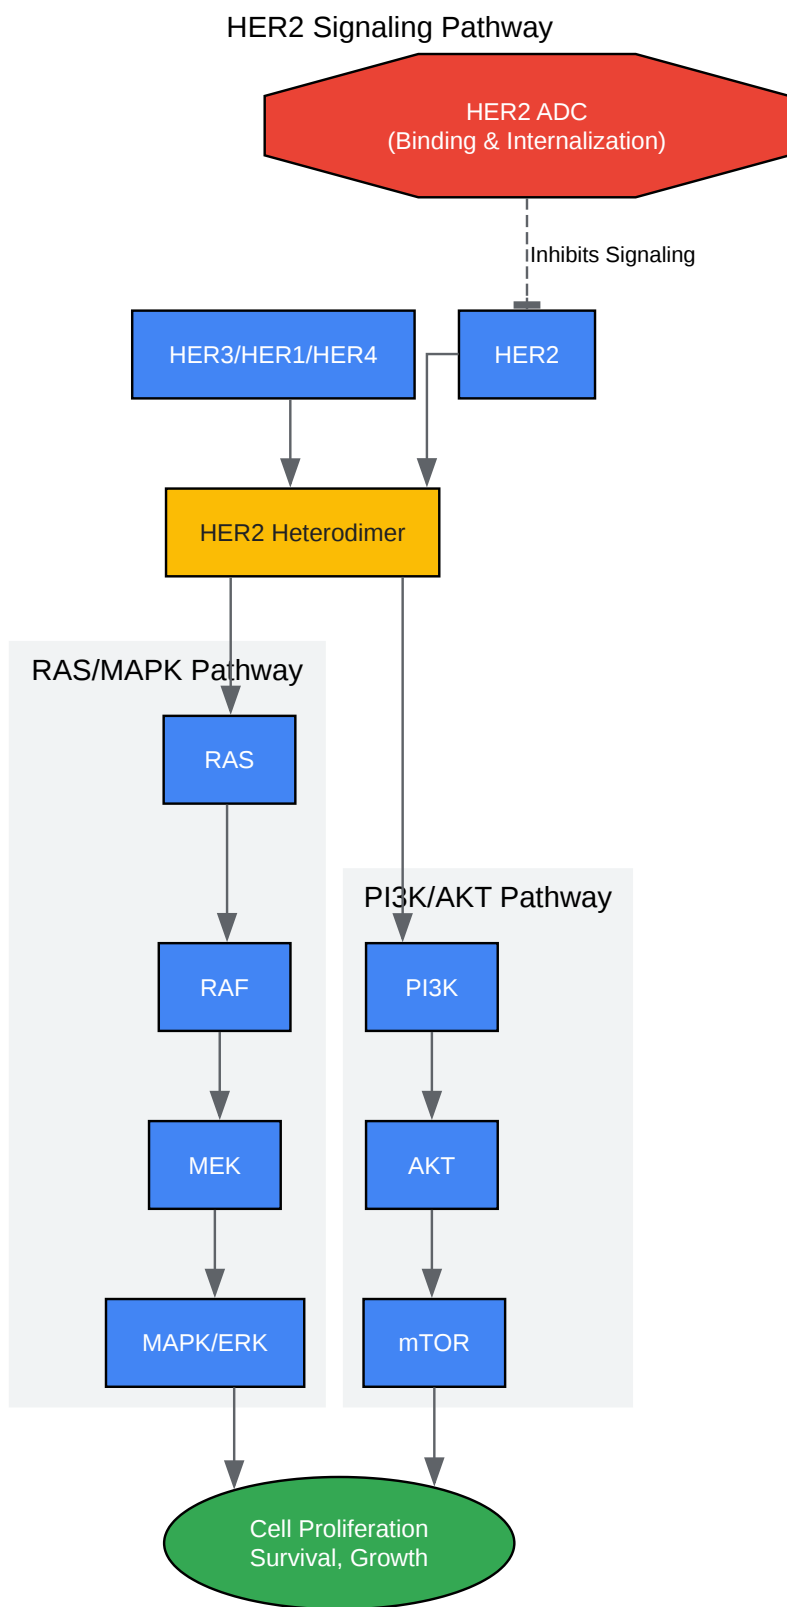 HER2 Signaling Pathway
HER2 ADC
(Binding & Internalization)
Inhibits Signaling
HER3/HER1/HER4
HER2
HER2 Heterodimer
RAS/MAPK Pathway
RAS
PI3K/AKT Pathway
RAF
PI3K
MEK
AKT
MAPK/ERK
mTOR
Cell Proliferation
Survival, Growth